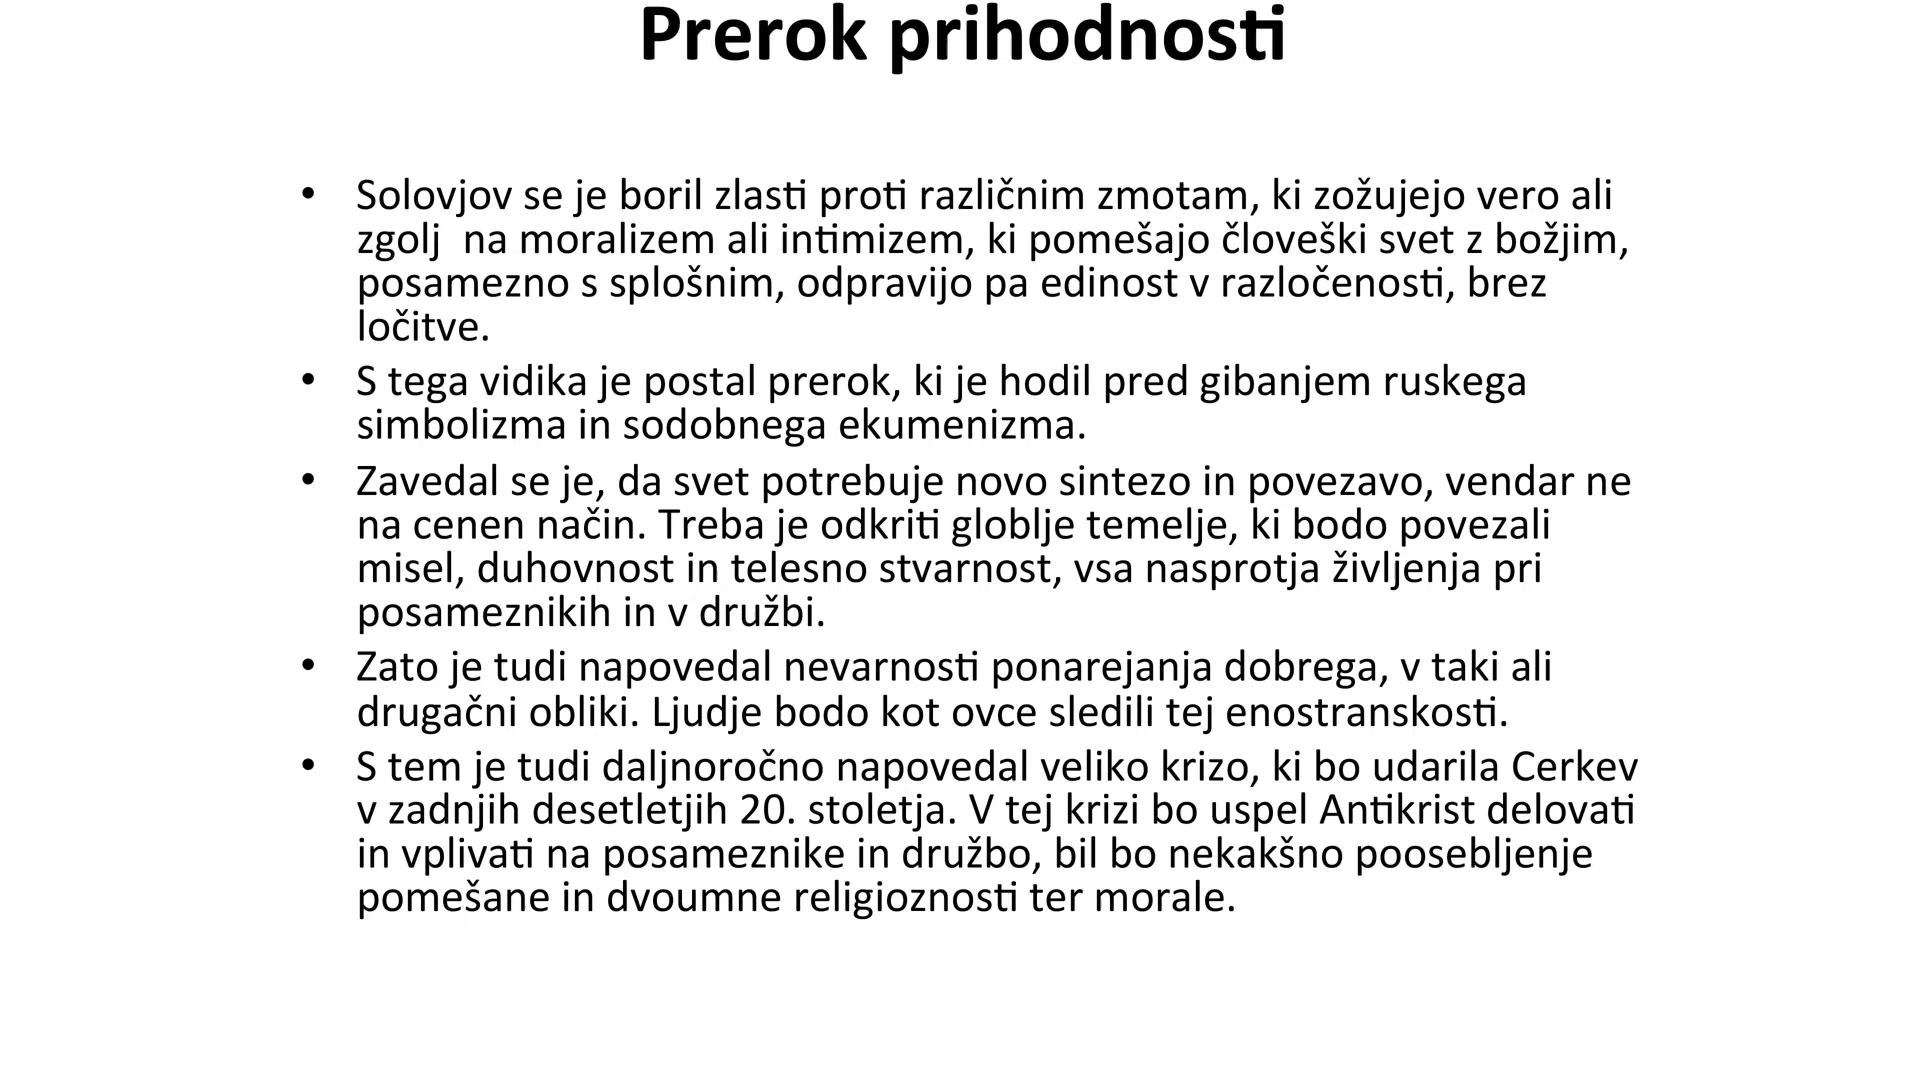 Prerok prihodnosti
• Solovjov se je boril zlasti proti različnim zmotam, ki zožujejo vero ali
zgolj  na moralizem ali intimizem, ki pomešajo človeški svet z božjim,
posamezno s splošnim, odpravijo pa edinost v razločenosti, brez
ločitve.
• S tega vidika je postal prerok, ki je hodil pred gibanjem ruskega
simbolizma in sodobnega ekumenizma.
• Zavedal se je, da svet potrebuje novo sintezo in povezavo, vendar ne
na cenen način. Treba je odkriti globlje temelje, ki bodo povezali
misel, duhovnost in telesno stvarnost, vsa nasprotja življenja pri
posameznikih in v družbi.
• Zato je tudi napovedal nevarnosti ponarejanja dobrega, v taki ali
drugačni obliki. Ljudje bodo kot ovce sledili tej enostranskosti.
• S tem je tudi daljnoročno napovedal veliko krizo, ki bo udarila Cerkev
v zadnjih desetletjih 20. stoletja. V tej krizi bo uspel Antikrist delovati
in vplivati na posameznike in družbo, bil bo nekakšno poosebljenje
pomešane in dvoumne religioznosti ter morale.